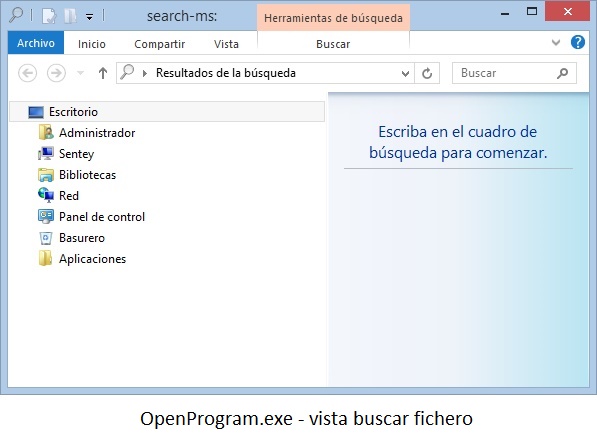 search-ms:
Herramientas de búsqueda
Archivo
Inicio
Compartir
Vista
Buscar
Resultados de la búsqueda
Buscar
Escritorio
Administrador
Sentey
Bibliotecas
Red
Panel de control
Basurero
Aplicaciones
Escriba en el cuadro de
búsqueda para comenzar.
OpenProgram.exe - vista buscar fichero